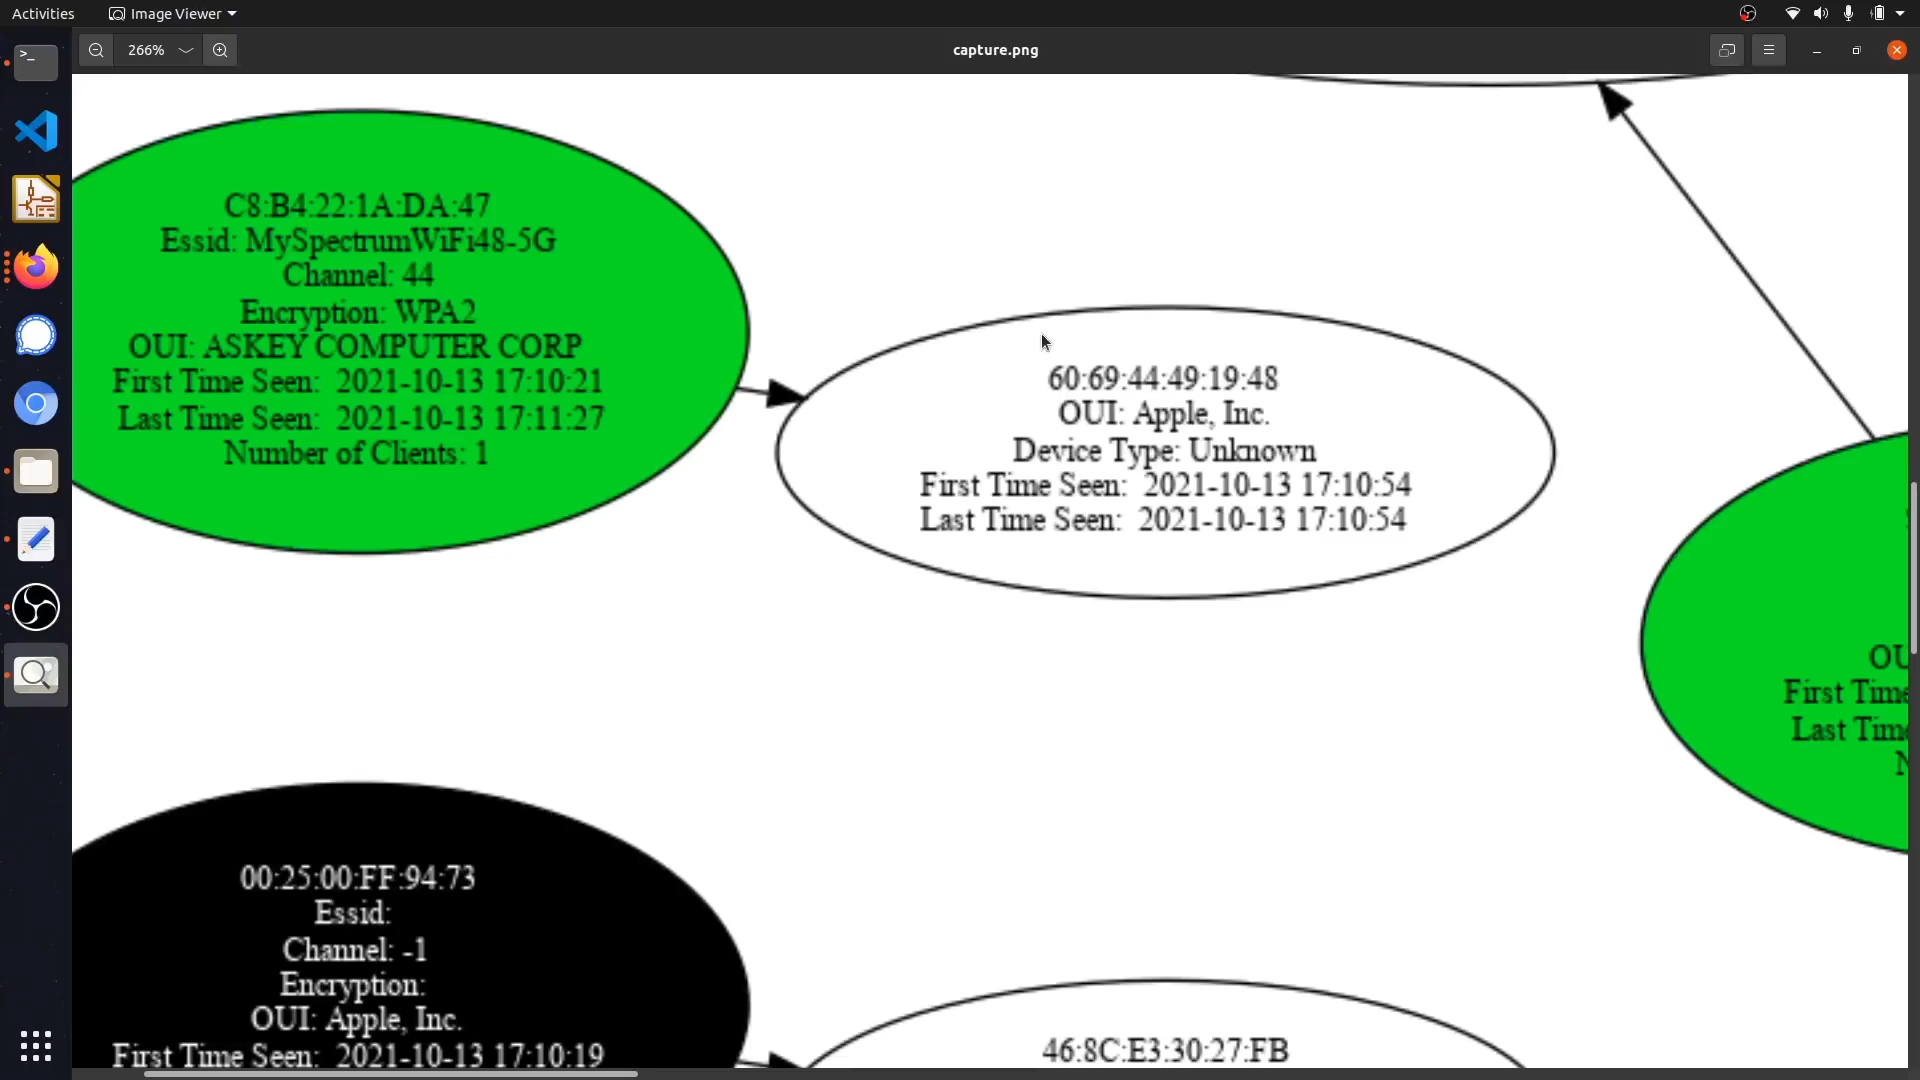 Activities
Image Viewer
266%
capture.png
C8:B4:22:1A:DA:47
Essid: MySpectrumWiFi48-5G
Channel: 44
Encryption: WPA2
OUI: ASKEY COMPUTER CORP
First Time Seen: 2021-10-13 17:10:21
Last Time Seen: 2021-10-13 17:11:27
Number of Clients: 1
60:69:44:49:19:48
OUI: Apple, Inc.
Device Type: Unknown
First Time Seen: 2021-10-13 17:10:54
Last Time Seen: 2021-10-13 17:10:54
OU
First Time
Last Time
N
00:25:00:FF:94:73
Essid:
Channel: -1
Encryption:
OUI: Apple, Inc.
First Time Seen: 2021-10-13 17:10:19
46:8C:E3:30:27:FB